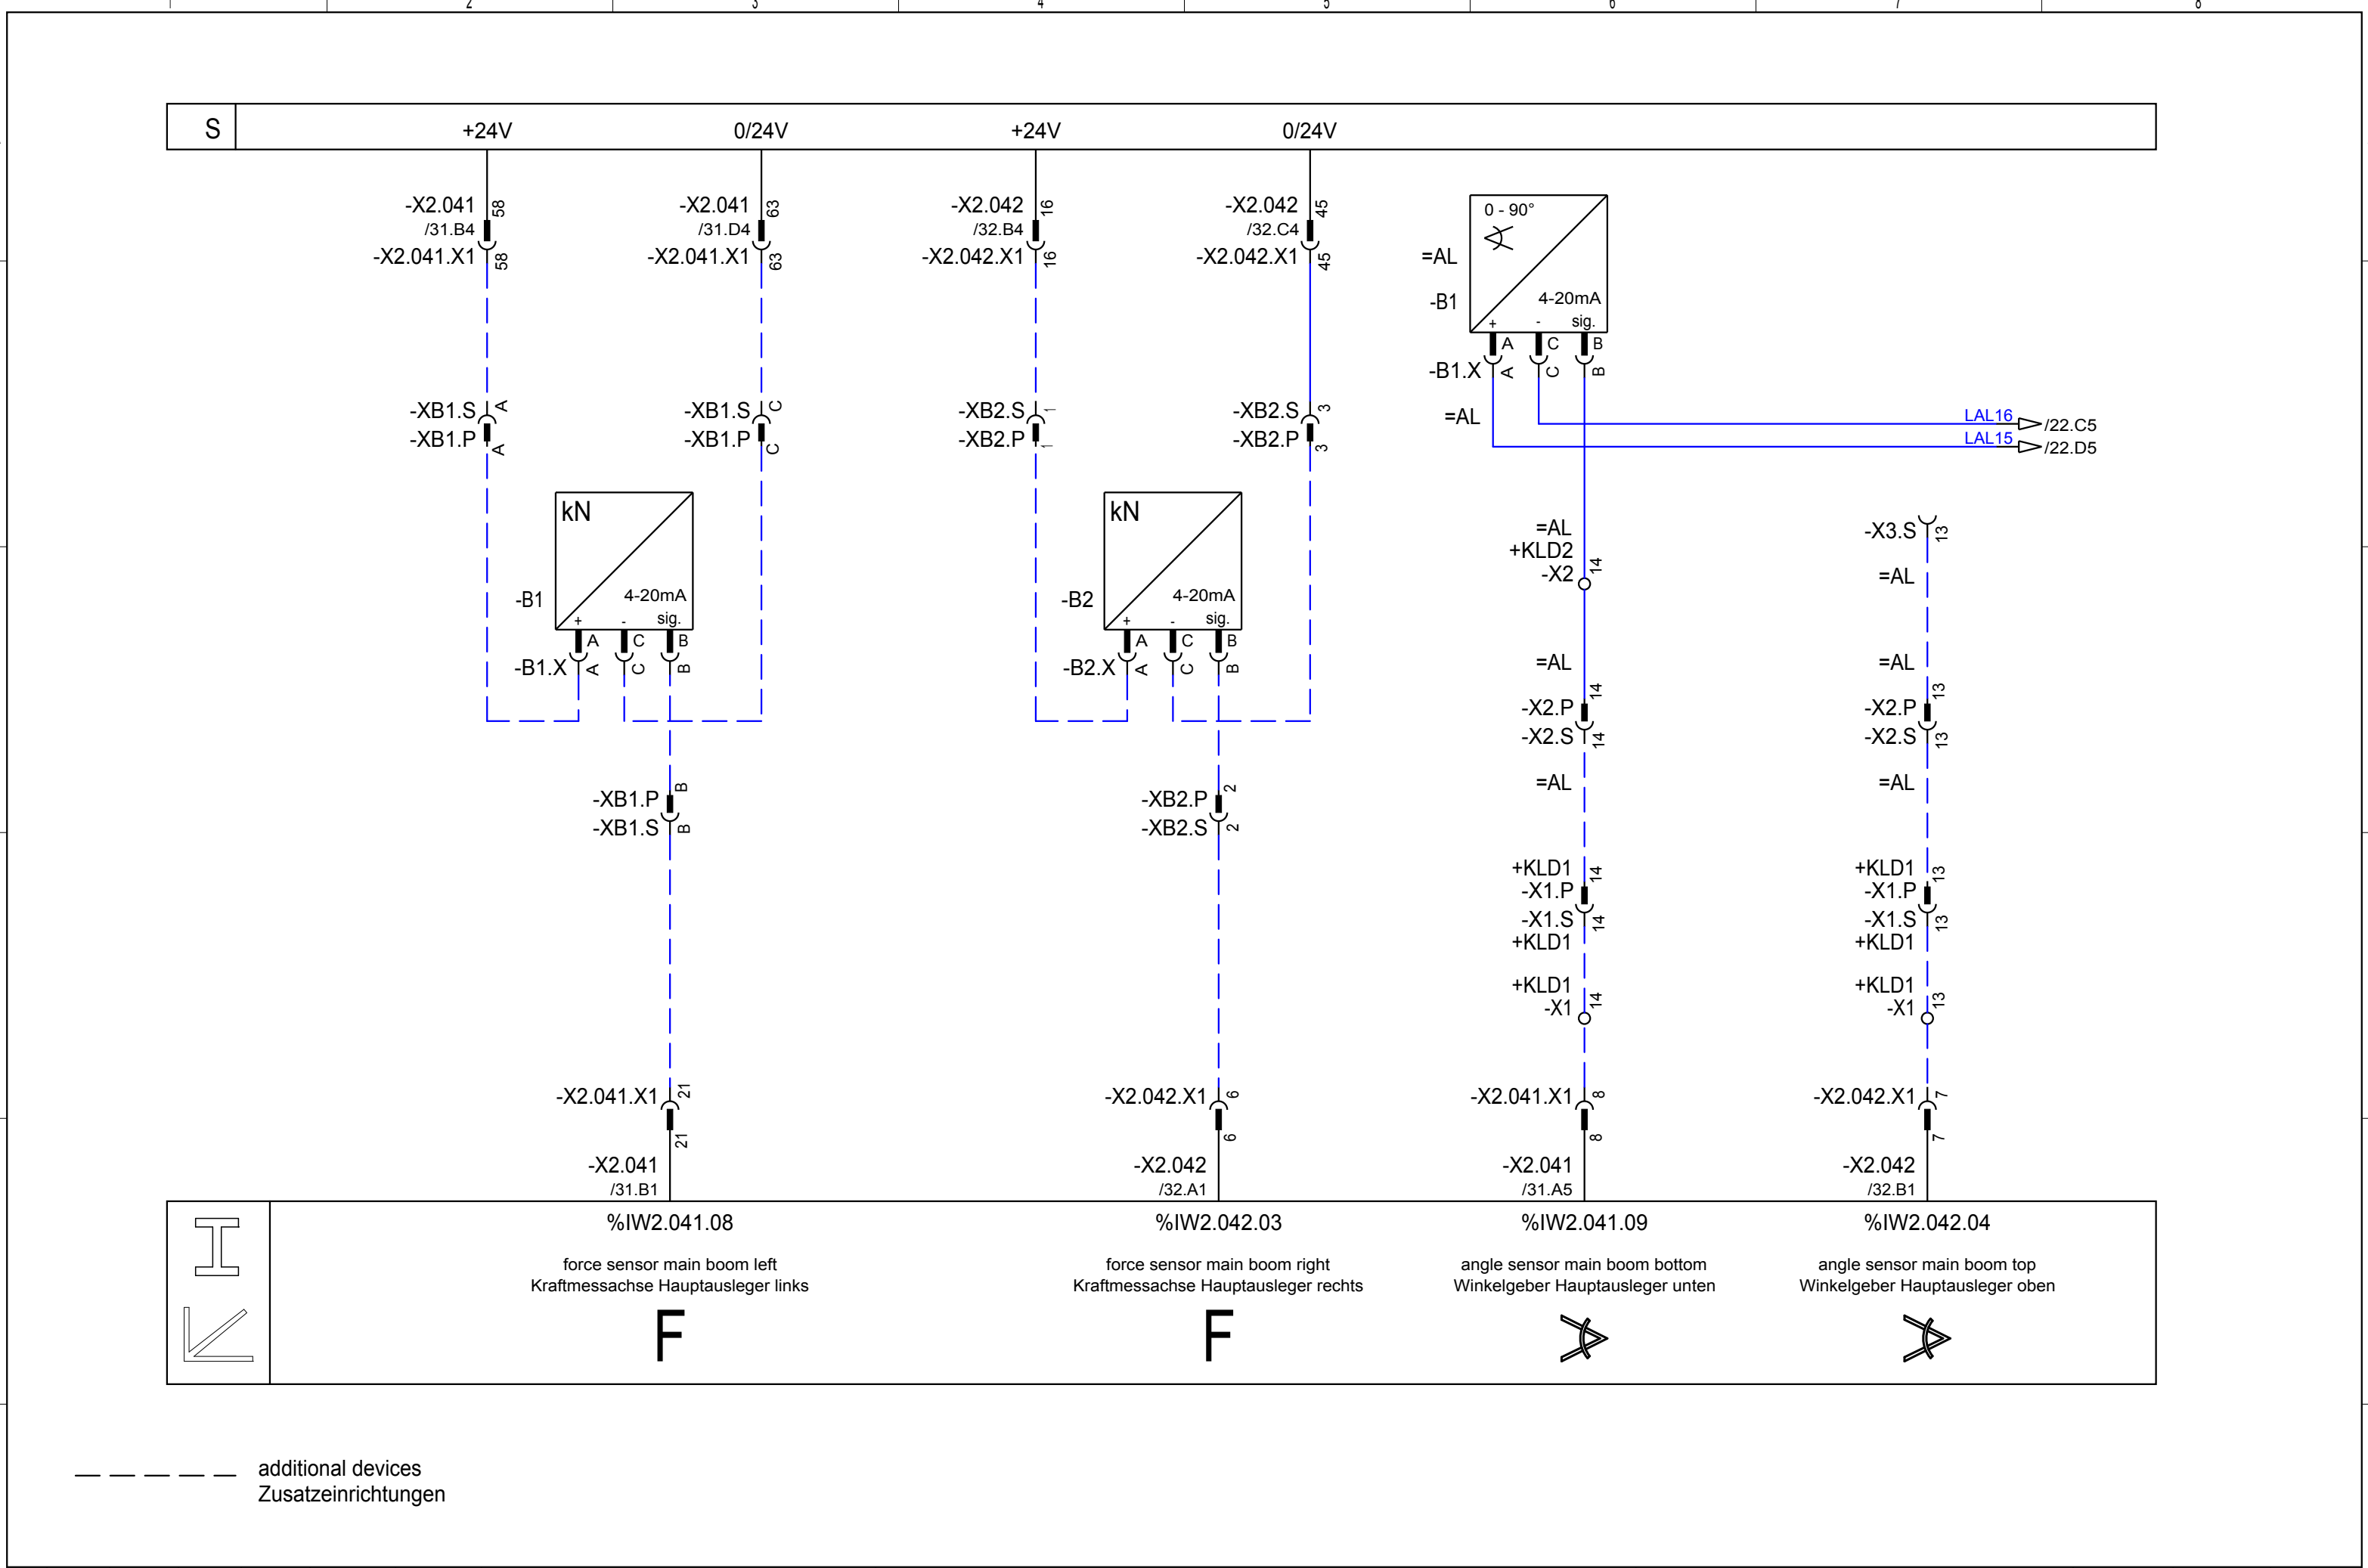 2 3 4 5 6 7 8
S +24V 0/24V +24V 0/24V
-X2.041 58 -X2.041 63 -X2.042 16 -X2.042 45
/31.B4 /31.D4 /32.B4 /32.C4
-X2.041.X1 58 -X2.041.X1 63 -X2.042.X1 16 -X2.042.X1 45
0 - 90°
=AL
-B1 4-20mA
+ - sig.
A C B
-B1.X A C B
-XB1.S A -XB1.S C -XB2.S 1 -XB2.S 3 =AL
-XB1.P A -XB1.P C -XB2.P 1 -XB2.P 3
LAL16 /22.C5
LAL15 /22.D5
kN kN
=AL
+KLD2
-X2 14
-X3.S 13
=AL
-B1 4-20mA -B2 4-20mA
+ - sig. + - sig.
A C B A C B
-B1.X A C B -B2.X A C B
=AL =AL
14 13
-X2.P -X2.P
-X2.S 14 -X2.S 13
=AL =AL
-XB1.P B -XB2.P 2
-XB1.S B -XB2.S 2
+KLD1 14 +KLD1 13
-X1.P -X1.P
-X1.S 14 -X1.S 13
+KLD1 +KLD1
+KLD1 +KLD1
-X1 14 -X1 13
-X2.041.X1 21 -X2.042.X1 6 -X2.041.X1 8 -X2.042.X1 7
21 6 8 7
-X2.041 -X2.042 -X2.041 -X2.042
/31.B1 /32.A1 /31.A5 /32.B1
%IW2.041.08 %IW2.042.03 %IW2.041.09 %IW2.042.04
force sensor main boom left force sensor main boom right angle sensor main boom bottom angle sensor main boom top
Kraftmessachse Hauptausleger links Kraftmessachse Hauptausleger rechts Winkelgeber Hauptausleger unten Winkelgeber Hauptausleger oben
F F
additional devices
Zusatzeinrichtungen